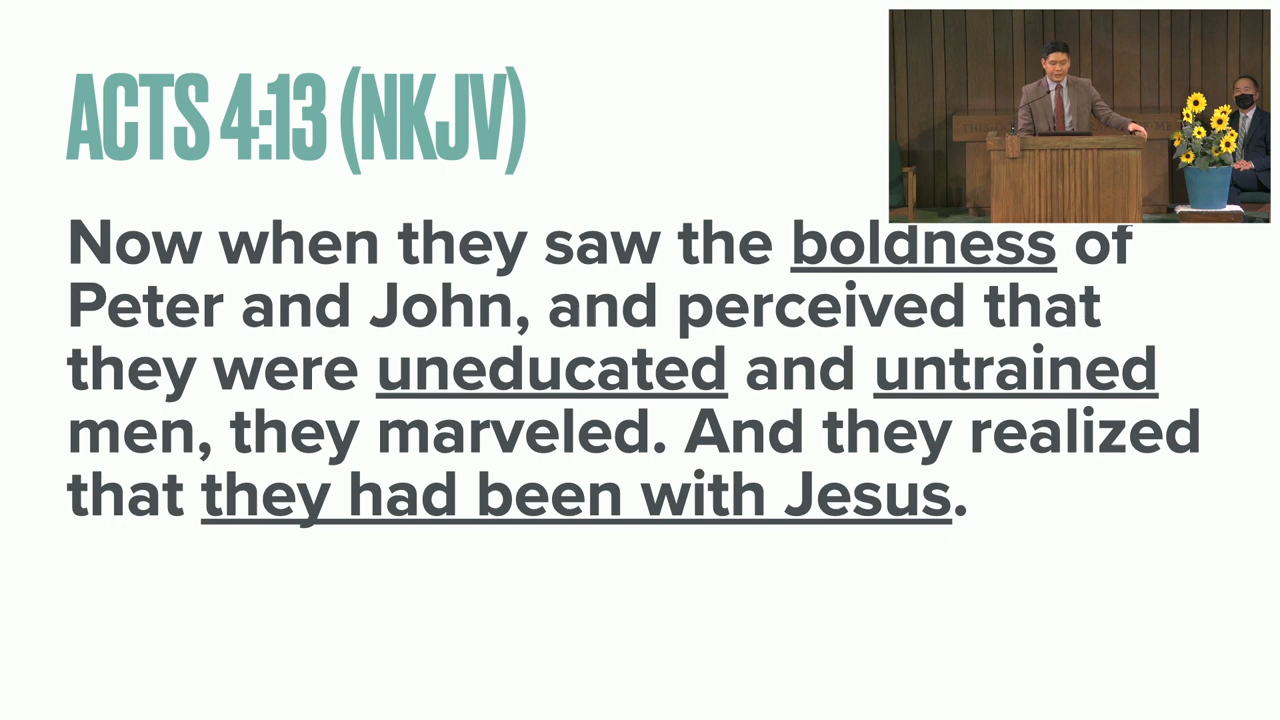 ACTS 4:13 (NKJV)
Now when they saw the boldness of
Peter and John, and perceived that
they were uneducated and untrained
men, they marveled. And they realized
that they had been with Jesus.